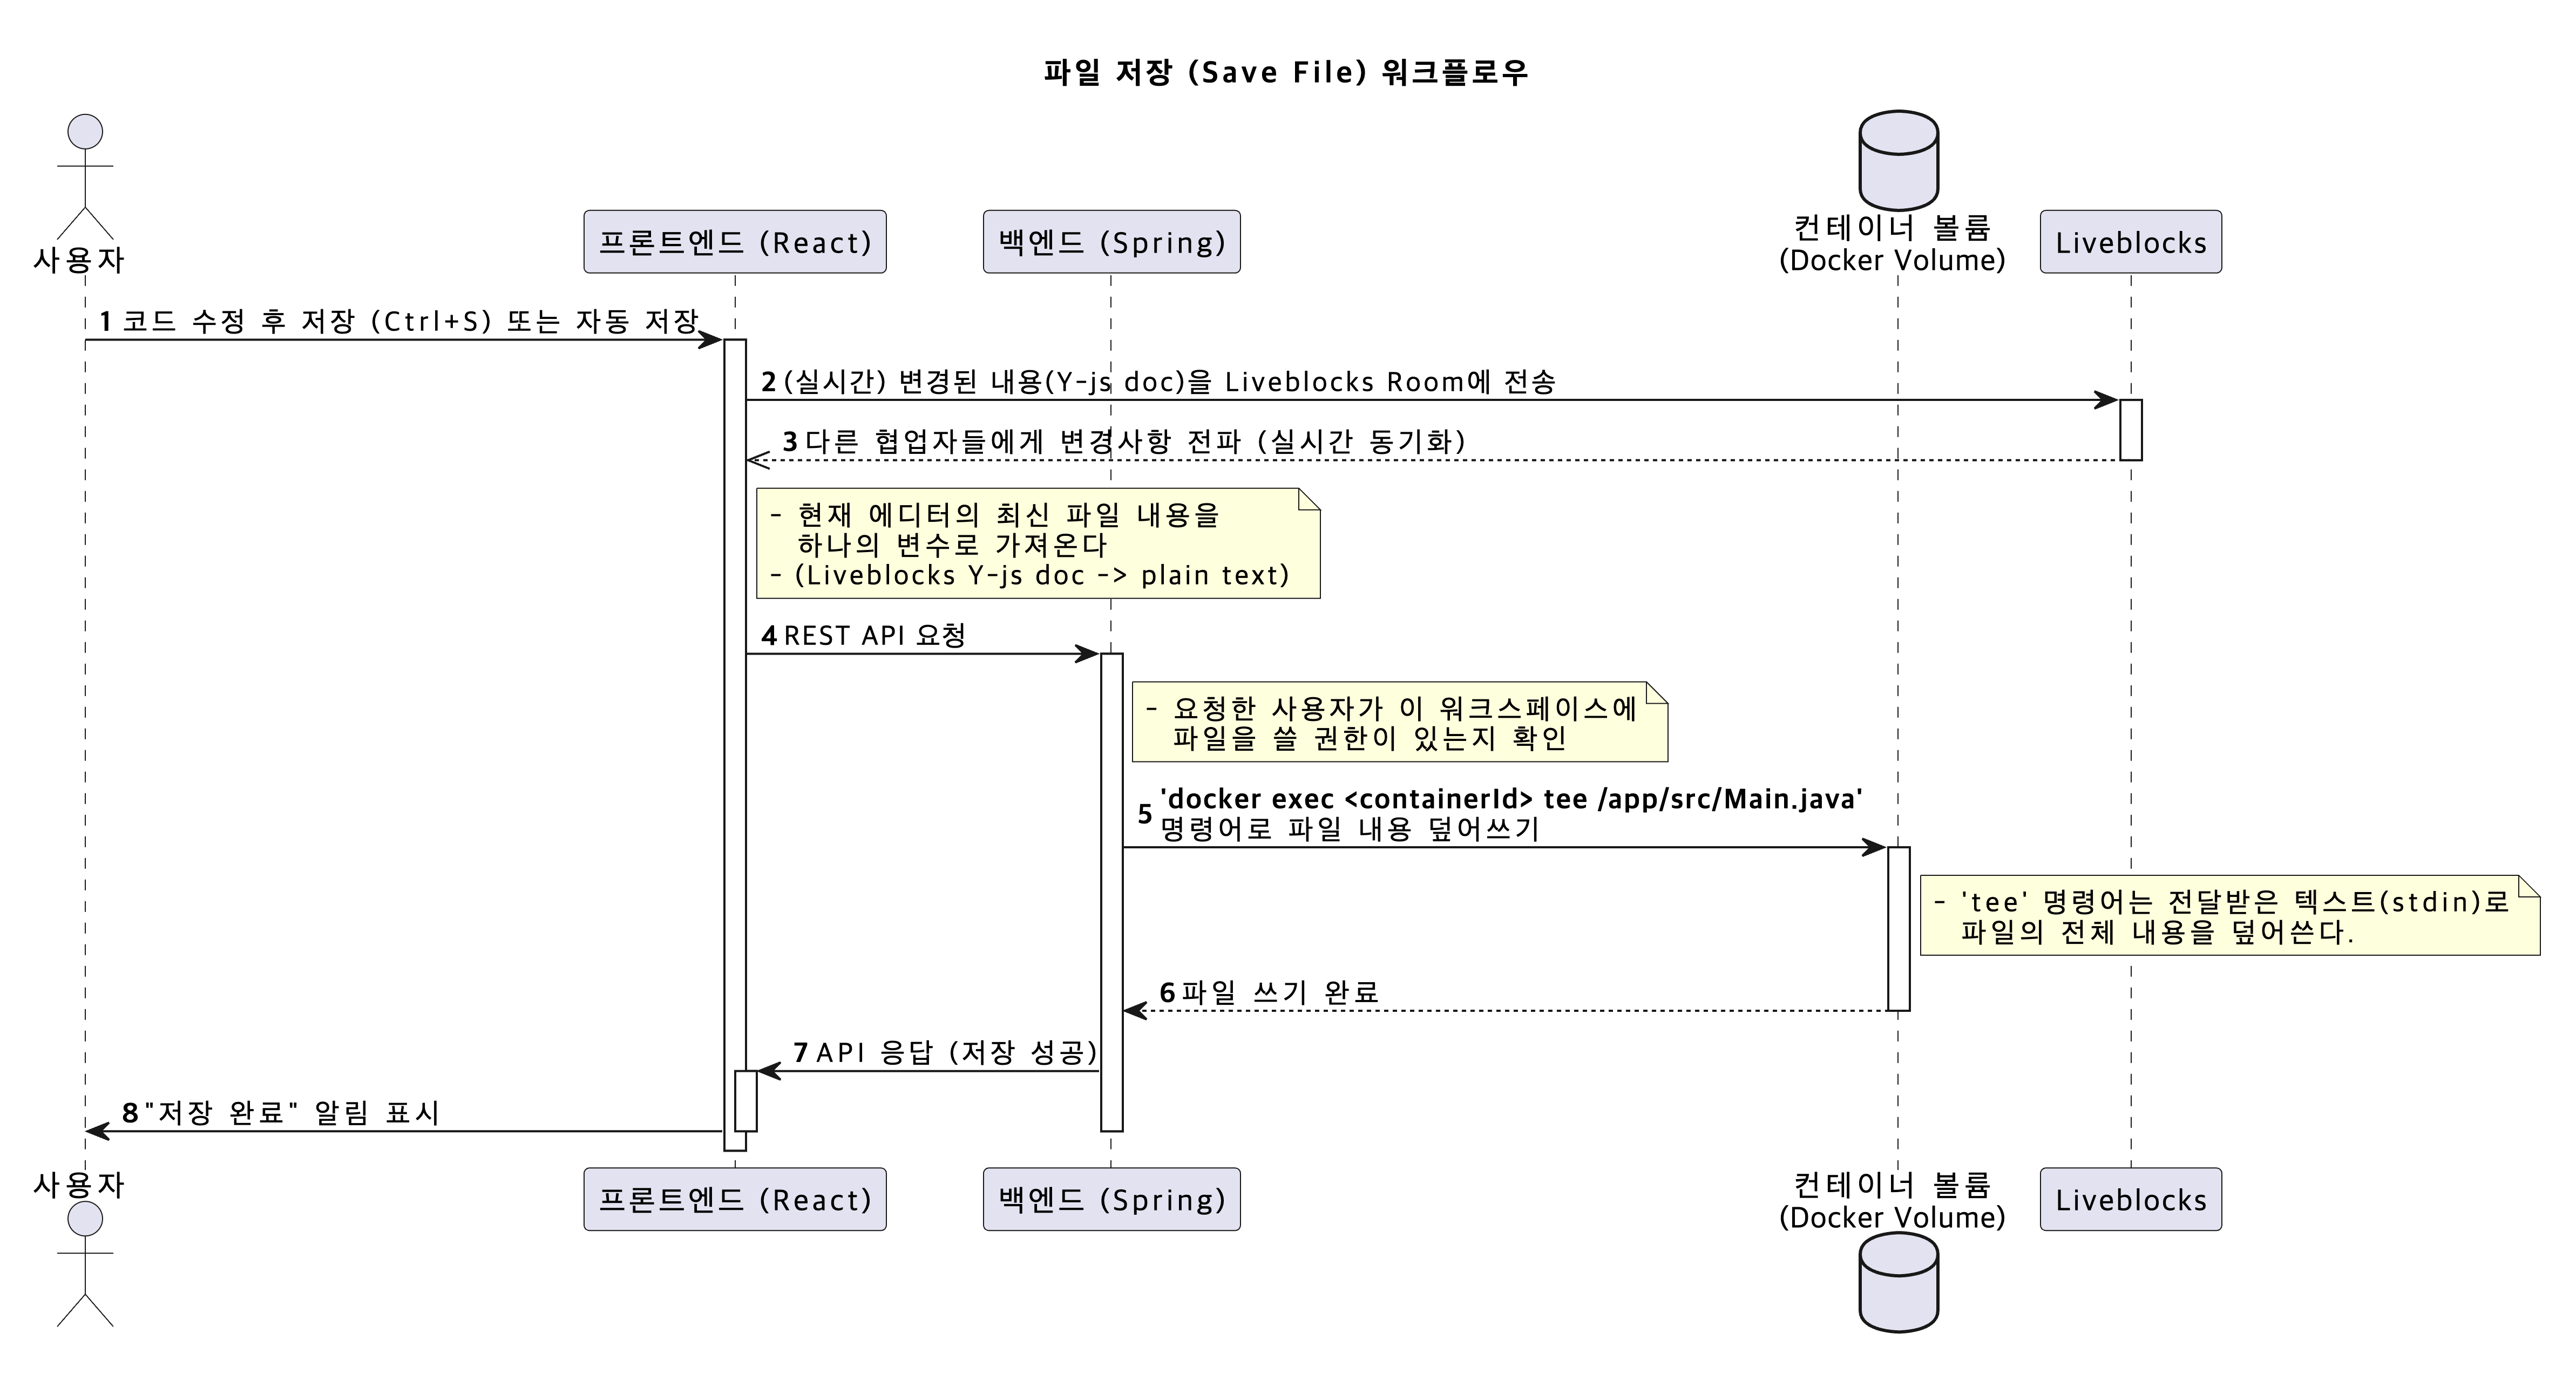 파일 저장 (Save File) 워크플로우
사용자
프론트엔드 (React)
백엔드 (Spring)
컨테이너 볼륨
(Docker Volume)
Liveblocks
1 코드 수정 후 저장 (Ctrl+S) 또는 자동 저장
2 (실시간) 변경된 내용(Y-js doc)을 Liveblocks Room에 전송
3 다른 협업자들에게 변경사항 전파 (실시간 동기화)
- 현재 에디터의 최신 파일 내용을
하나의 변수로 가져온다
- (Liveblocks Y-js doc -> plain text)
4 REST API 요청
- 요청한 사용자가 이 워크스페이스에
파일을 쓸 권한이 있는지 확인
5 'docker exec <containerId> tee /app/src/Main.java'
명령어로 파일 내용 덮어쓰기
- 'tee' 명령어는 전달받은 텍스트(stdin)로
파일의 전체 내용을 덮어쓴다.
6 파일 쓰기 완료
7 API 응답 (저장 성공)
8 "저장 완료" 알림 표시
사용자
프론트엔드 (React)
백엔드 (Spring)
컨테이너 볼륨
(Docker Volume)
Liveblocks